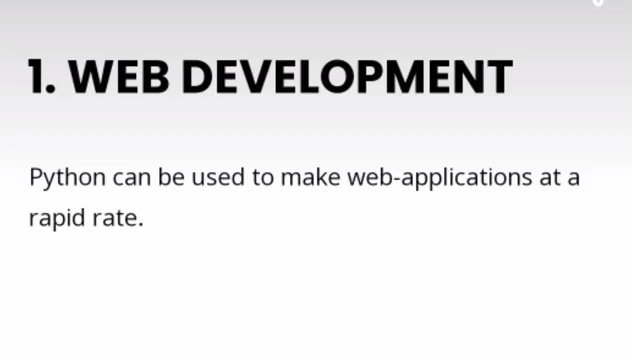 1. WEB DEVELOPMENT
Python can be used to make web-applications at a
rapid rate.